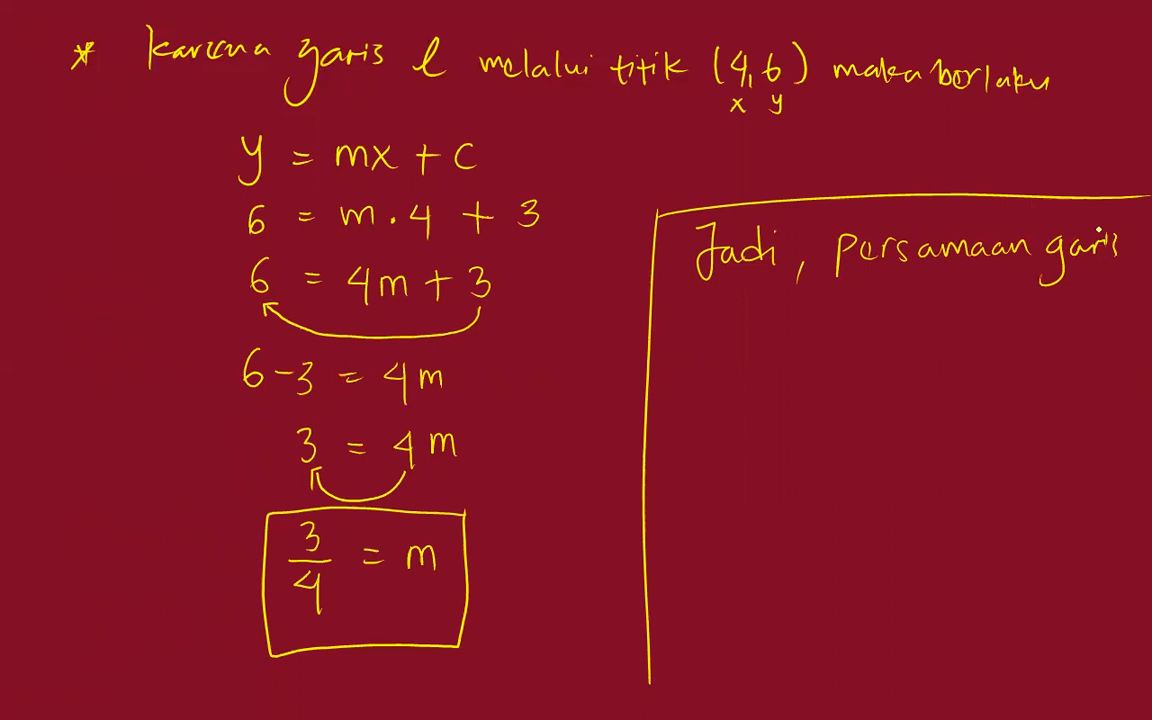 * karena garis l melalui titik (4,6) maka berlaku
x y
y = mx + c
6 = m . 4 + 3
6 = 4m + 3
6 - 3 = 4m
3 = 4m
3/4 = m
Jadi, persamaan garis